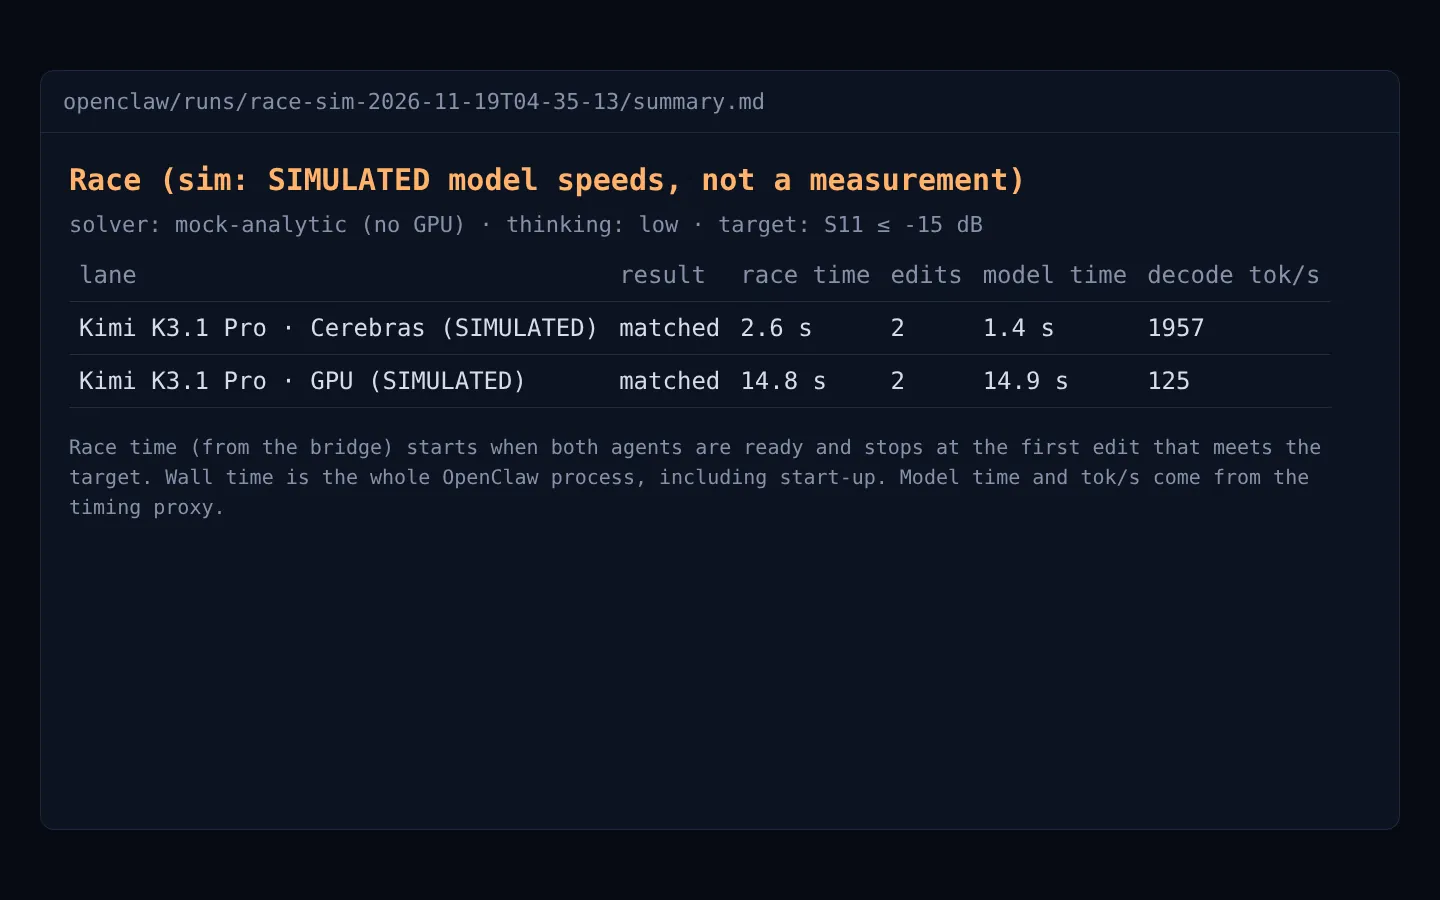 openclaw/runs/race-sim-2026-11-19T04-35-13/summary.md
Race (sim: SIMULATED model speeds, not a measurement)
solver: mock-analytic (no GPU) · thinking: low · target: S11 ≤ -15 dB
lane result race time edits model time decode tok/s
Kimi K3.1 Pro · Cerebras (SIMULATED) matched 2.6 s 2 1.4 s 1957
Kimi K3.1 Pro · GPU (SIMULATED) matched 14.8 s 2 14.9 s 125
Race time (from the bridge) starts when both agents are ready and stops at the first edit that meets the
target. Wall time is the whole OpenClaw process, including start-up. Model time and tok/s come from the
timing proxy.